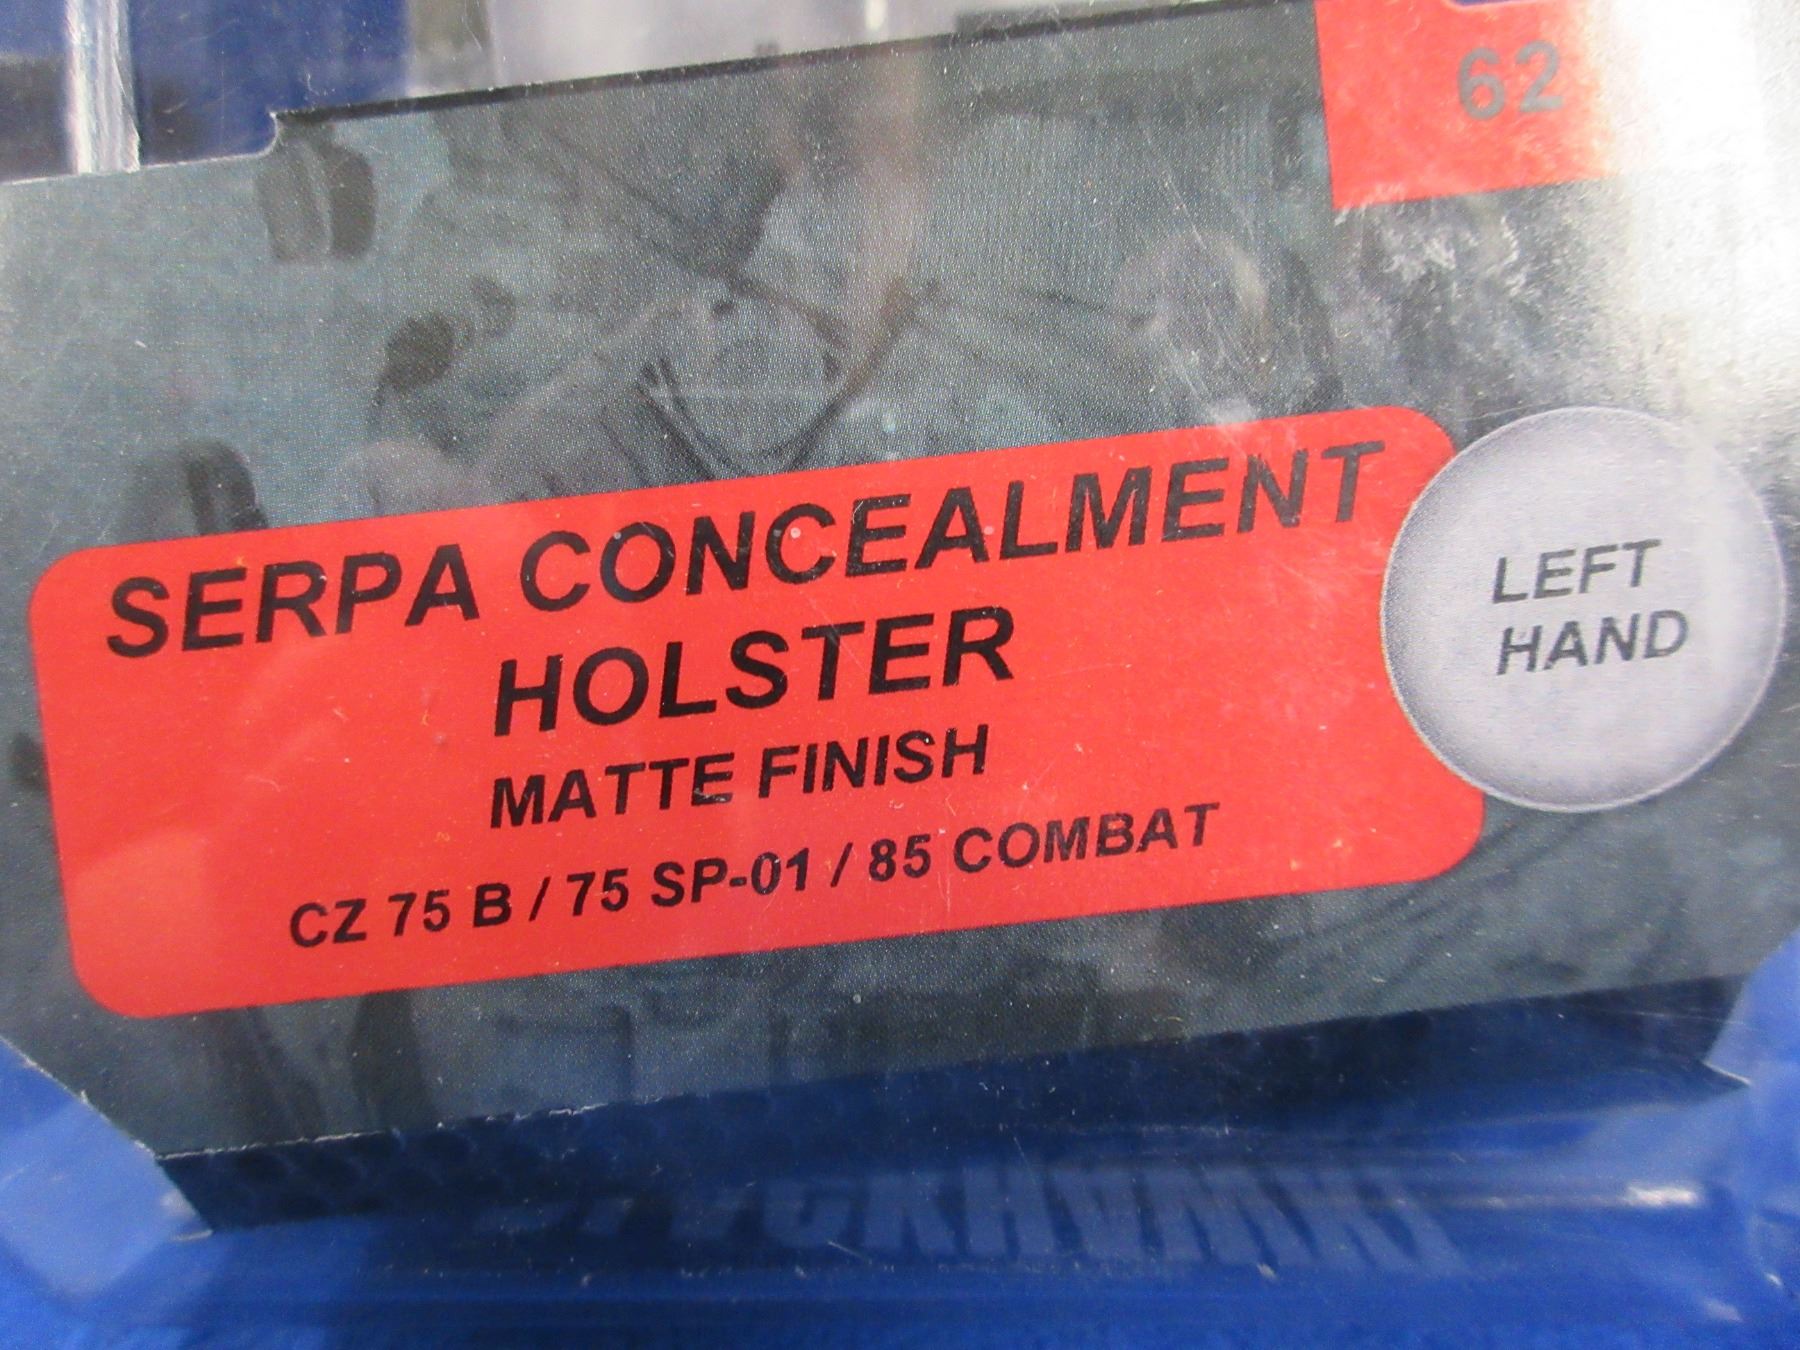 62
SERPA CONCEALMENT
HOLSTER
MATTE FINISH
CZ 75 B / 75 SP-01 / 85 COMBAT
LEFT
HAND